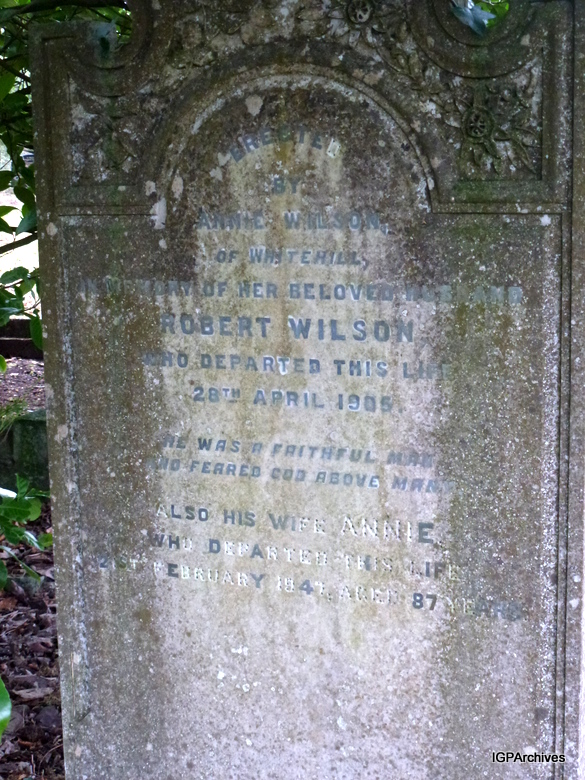 ERECTED
BY
ANNIE WILSON,
OF WHITEHILL,
IN MEMORY OF HER BELOVED HUSBAND
ROBERT WILSON,
WHO DEPARTED THIS LIFE
28TH APRIL 1905
HE WAS A FAITHFUL MAN
AND FEARED GOD ABOVE MANY
ALSO HIS WIFE ANNIE,
WHO DEPARTED THIS LIFE
21ST FEBRUARY 1947, AGED 87 YEARS
IGPArchives